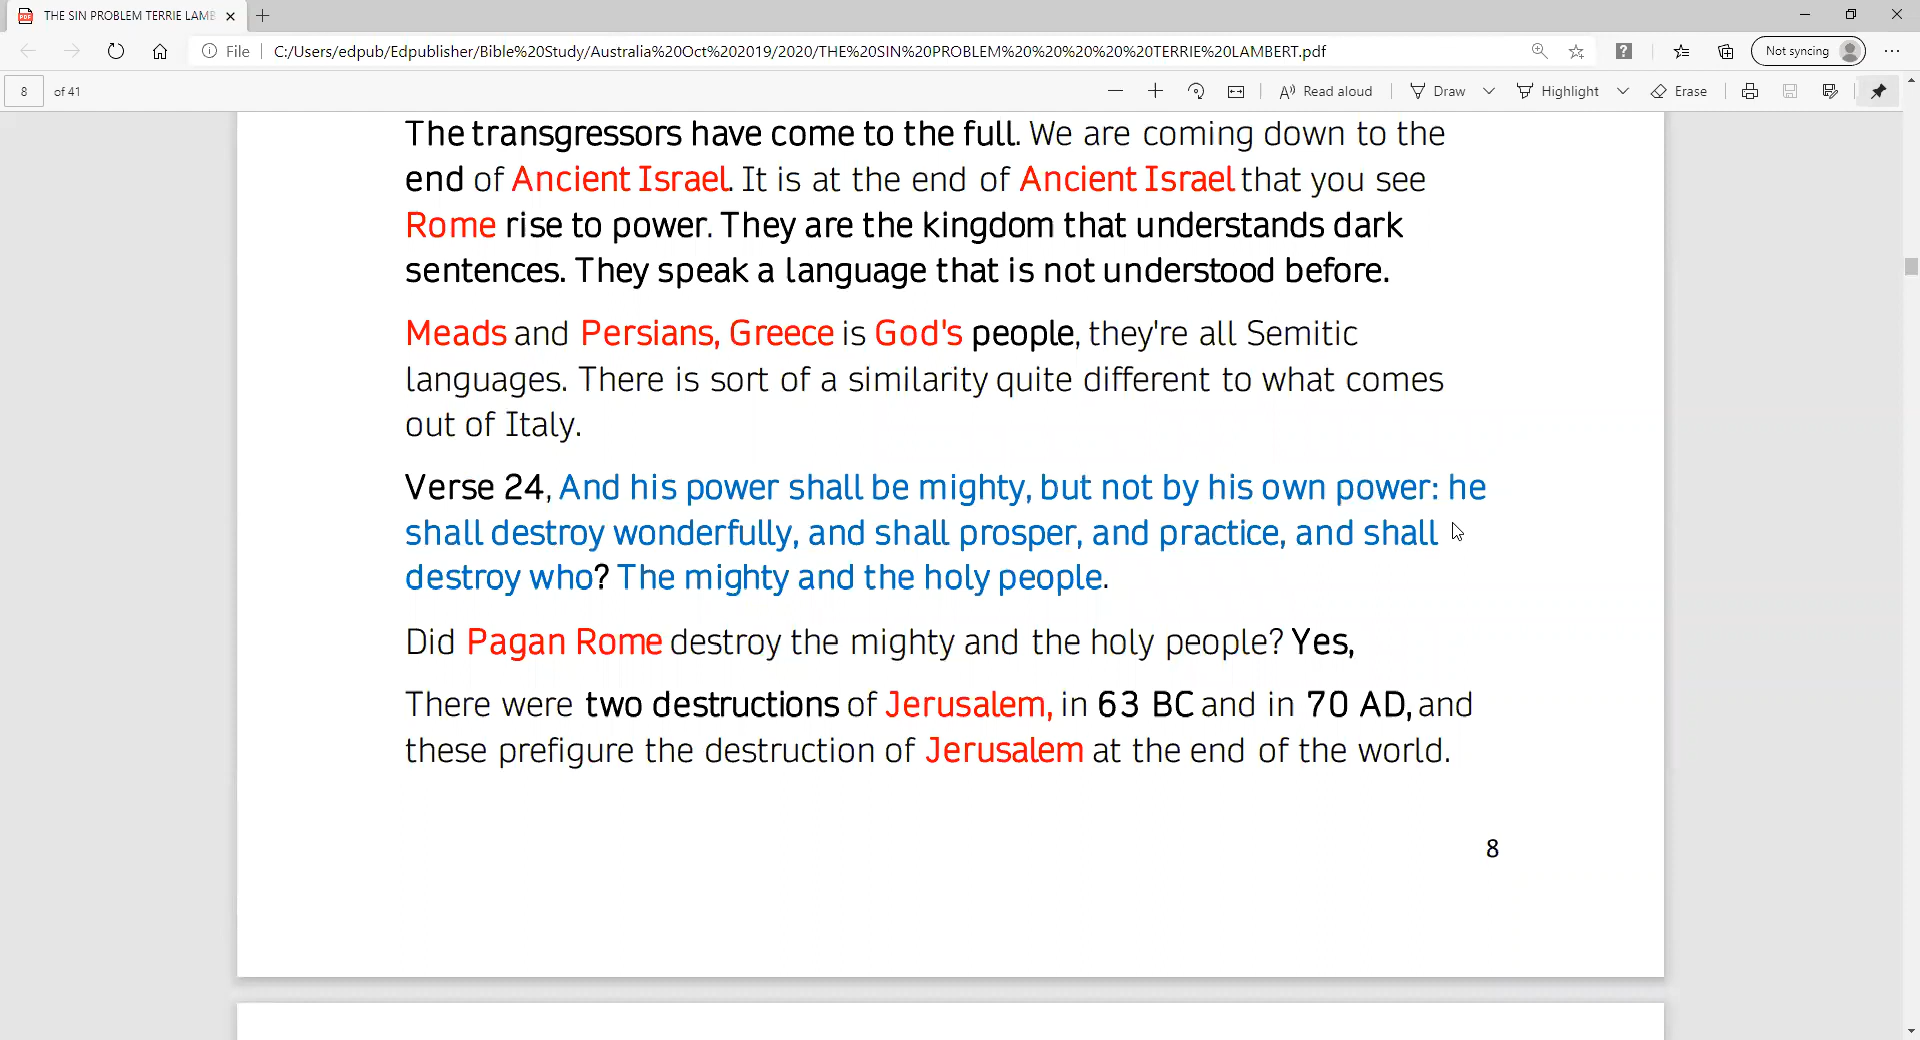 THE SIN PROBLEM TERRIE LAMB
File
C:/Users/edpub/Edpublisher/Bible%20Study/Australia%20Oct%202019/2020/THE%20SIN%20PROBLEM%20%20%20%20%20TERRIE%20LAMBERT.pdf
Not syncing
8 of 41
Read aloud
Draw
Highlight
Erase
The transgressors have come to the full. We are coming down to the
end of Ancient Israel. It is at the end of Ancient Israel that you see
Rome rise to power. They are the kingdom that understands dark
sentences. They speak a language that is not understood before.
Meads and Persians, Greece is God's people, they're all Semitic
languages. There is sort of a similarity quite different to what comes
out of Italy.
Verse 24, And his power shall be mighty, but not by his own power: he
shall destroy wonderfully, and shall prosper, and practice, and shall
destroy who? The mighty and the holy people.
Did Pagan Rome destroy the mighty and the holy people? Yes,
There were two destructions of Jerusalem, in 63 BC and in 70 AD, and
these prefigure the destruction of Jerusalem at the end of the world.
8